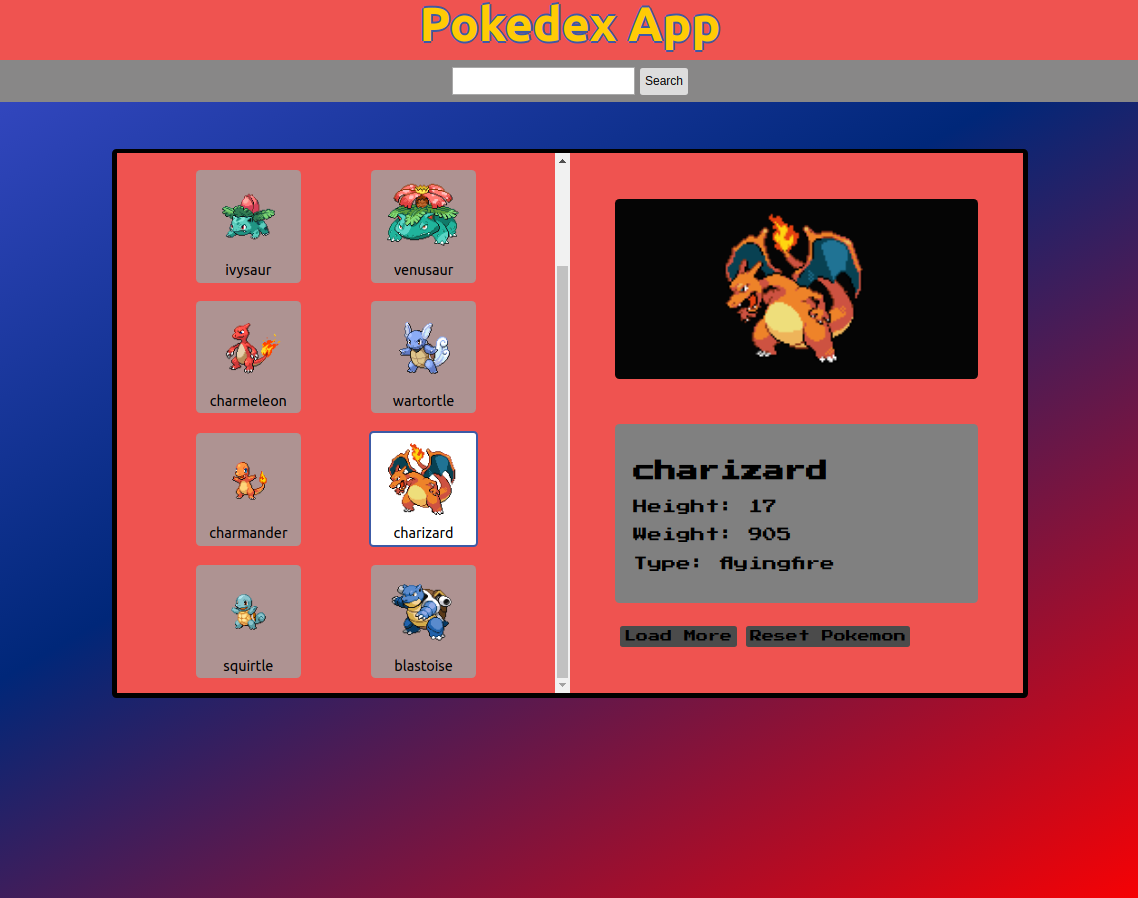 Pokedex App
Search
ivysaur
venusaur
charmeleon
wartortle
charmander
charizard
squirtle
blastoise
charizard
Height: 17
Weight: 905
Type: flyingfire
Load More
Reset Pokemon